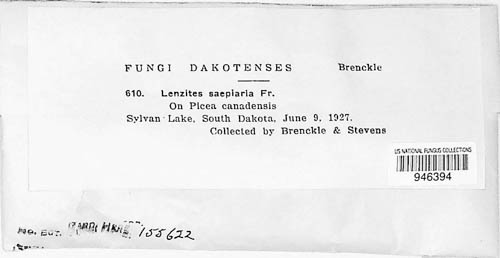 FUNGI DAKOTENSES Brenckle
610. Lenzites saepiaria Fr.
On Picea canadensis
Sylvan Lake, South Dakota, June 9, 1927.
Collected by Brenckle & Stevens
US NATIONAL FUNGUS COLLECTIONS
946394
155622